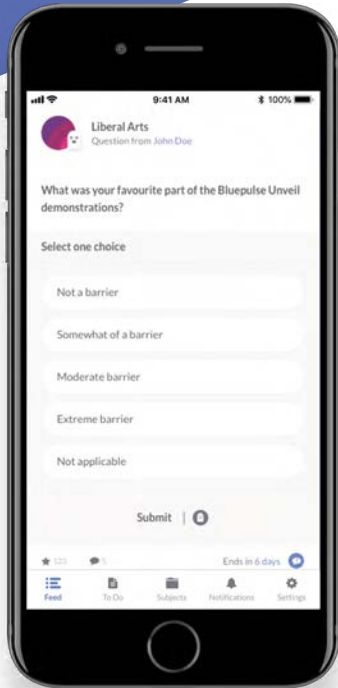 9:41 AM 100%
Liberal Arts
Question from John Doe
What was your favourite part of the Bluepulse Unveil
demonstrations?
Select one choice
Not a barrier
Somewhat of a barrier
Moderate barrier
Extreme barrier
Not applicable
Submit |
123 5 Ends in 6 days
Feed To Do Subjects Notifications Settings